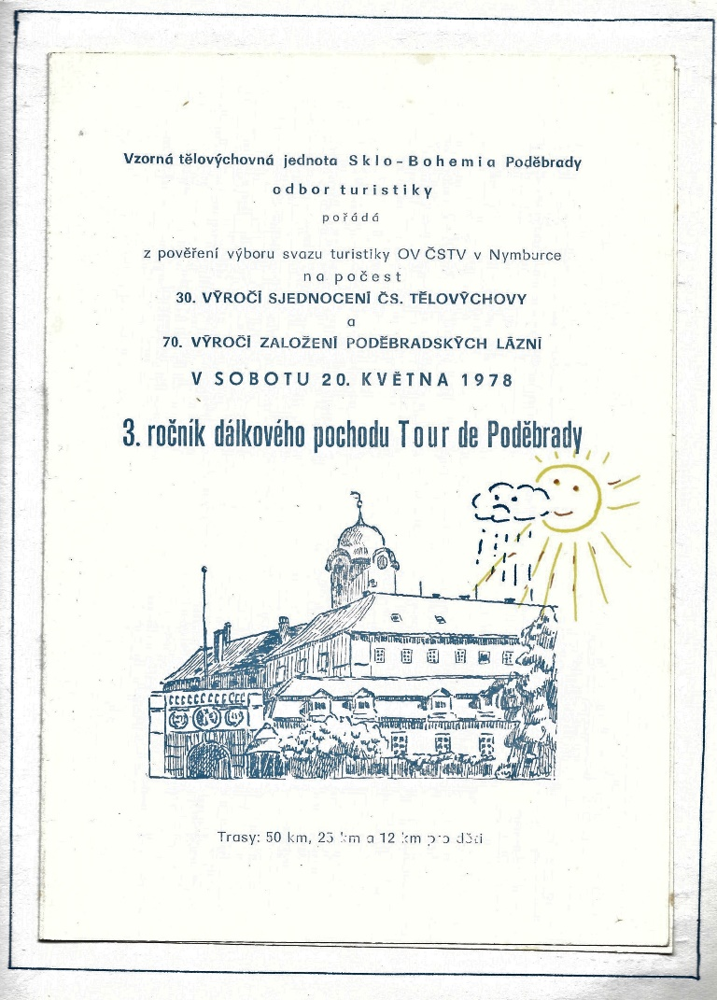 Vzorná tělovýchovná jednota Sklo-Bohemia Poděbrady
odbor turistiky
pořádá
z pověření výboru svazu turistiky OV ČSTV v Nymburce
na počest
30. VÝROČÍ SJEDNOCENÍ ČS. TĚLOVÝCHOVY
a
70. VÝROČÍ ZALOŽENÍ PODĚBRADSKÝCH LÁZNÍ
V SOBOTU 20. KVĚTNA 1978
3. ročník dálkového pochodu Tour de Poděbrady
Trasy: 50 km, 25 km a 12 km pro děti